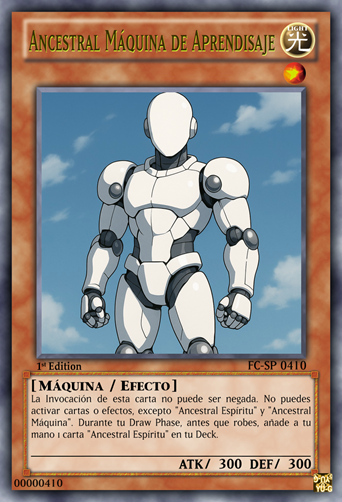 Ancestral Máquina de Aprendisaje
LIGHT
光
1st Edition
FC-SP 0410
[Máquina / Efecto]
La Invocación de esta carta no puede ser negada. No puedes
activar cartas o efectos, excepto "Ancestral Espíritu" y "Ancestral
Máquina". Durante tu Draw Phase, antes que robes, añade a tu
mano 1 carta "Ancestral Espíritu" en tu Deck.
ATK/ 300 DEF/ 300
00000410